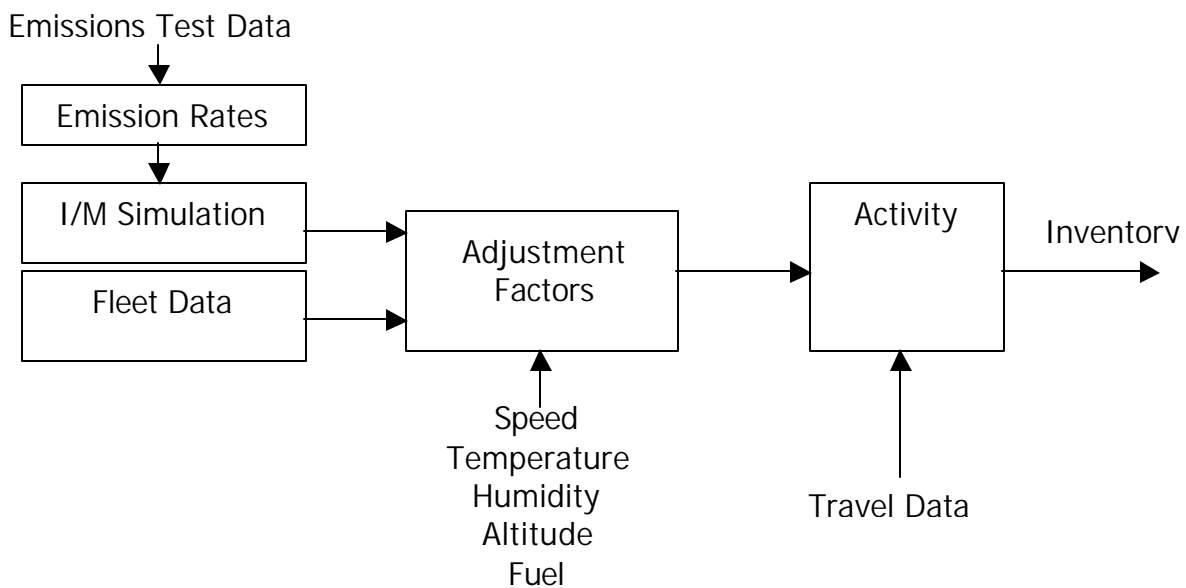 Emissions Test Data
Emission Rates
I/M Simulation
Fleet Data
Adjustment
Factors
Speed
Temperature
Humidity
Altitude
Fuel
Activity
Travel Data
Inventory